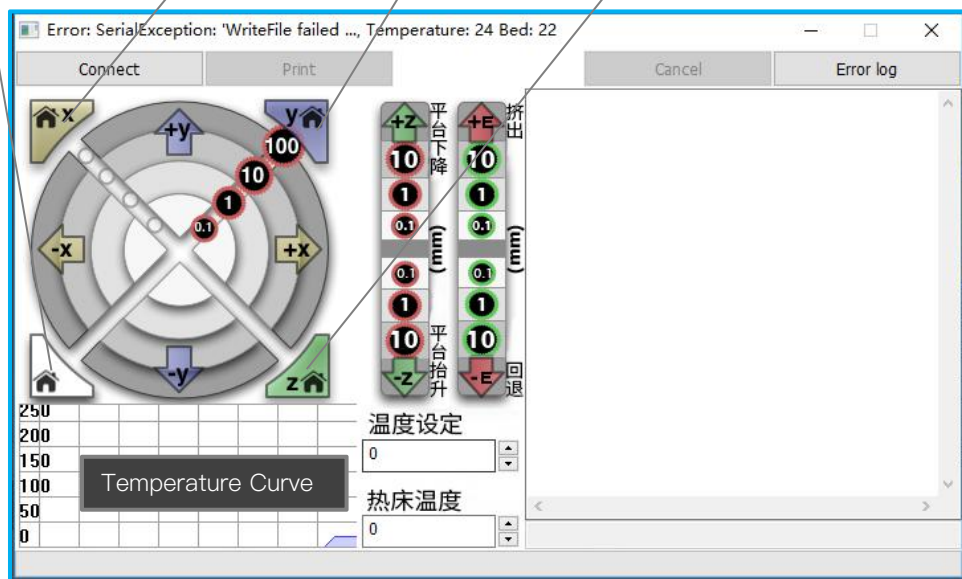 Error: SerialException: 'WriteFile failed ..., Temperature: 24 Bed: 22
Connect
Print
Cancel
Error log
x
y
+y
-x
+x
-y
z
100
10
1
0.1
+Z
10
1
0.1
0.1
1
10
-Z
平台下降
(mm)
平台抬升
+E
10
1
0.1
0.1
1
10
-E
挤出
(mm)
回退
250
200
150
100
50
0
Temperature Curve
温度设定
0
热床温度
0